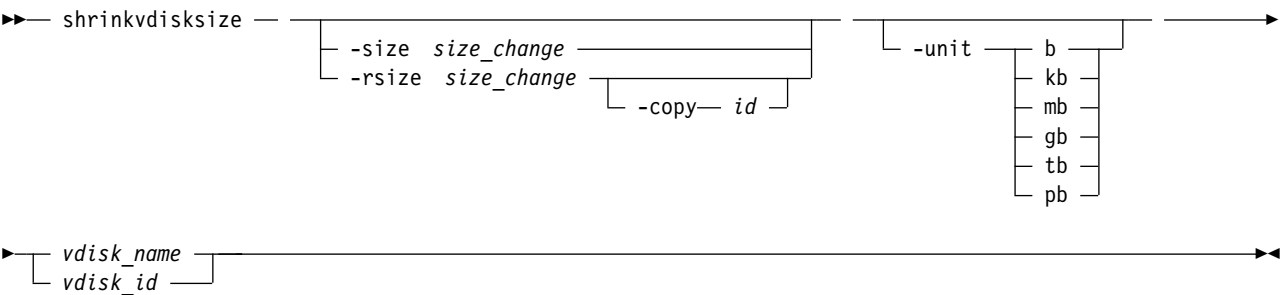 shrinkvdisksize
-size size_change -unit b
-rsize size_change kb
-copy id mb
gb
tb
pb
vdisk_name
vdisk_id